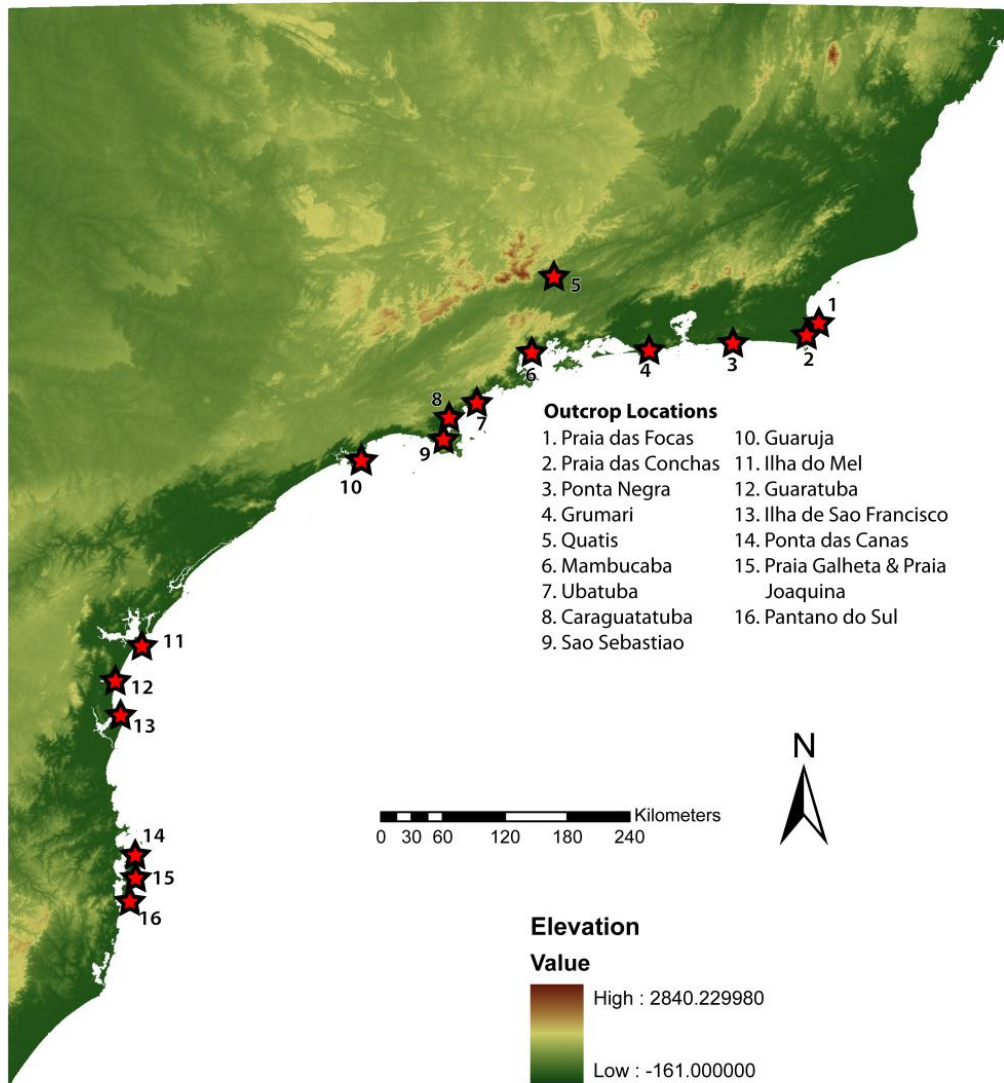 5
1
2
3
4
6
7
8
9
10
Outcrop Locations
1. Praia das Focas
2. Praia das Conchas
3. Ponta Negra
4. Grumari
5. Quatis
6. Mambucaba
7. Ubatuba
8. Caraguatatuba
9. Sao Sebastiao
10. Guaruja
11. Ilha do Mel
12. Guaratuba
13. Ilha de Sao Francisco
14. Ponta das Canas
15. Praia Galheta & Praia
Joaquina
16. Pantano do Sul
11
12
13
14
15
16
N
Kilometers
0 30 60 120 180 240
Elevation
Value
High : 2840.229980
Low : -161.000000